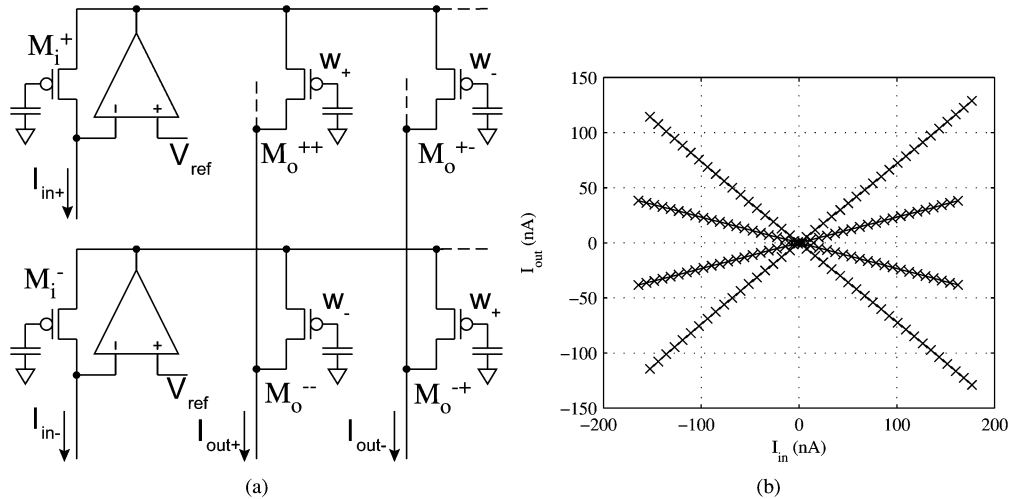 M_i^+
w_+
w_-
- +
V_ref
M_o^++
M_o^+-
I_in+
M_i^-
w_-
w_+
- +
V_ref
M_o^--
M_o^-+
I_in-
I_out+
I_out-
(a)
150
100
50
0
−50
−100
−150
I_out (nA)
−200
−100
0
100
200
I_in (nA)
(b)